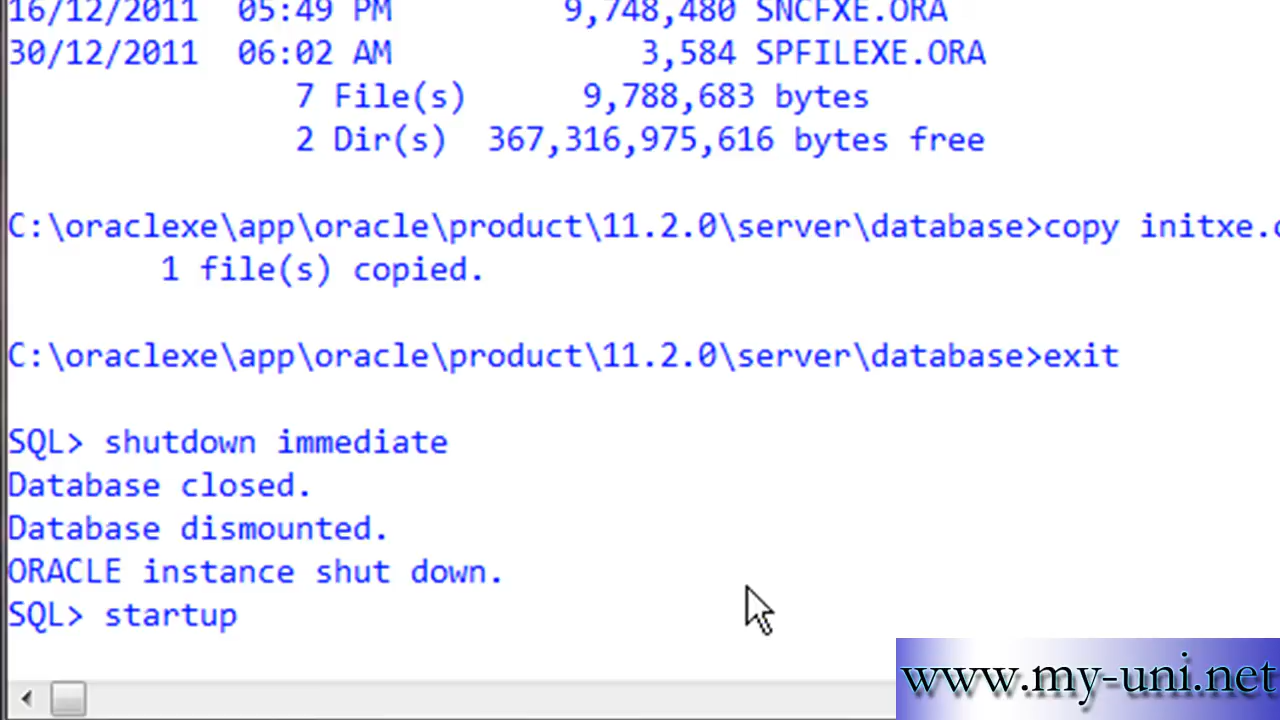 16/12/2011  05:49 PM         9,748,480 SNCFXE.ORA
30/12/2011  06:02 AM             3,584 SPFILEXE.ORA
7 File(s)      9,788,683 bytes
2 Dir(s)  367,316,975,616 bytes free
C:\oraclexe\app\oracle\product\11.2.0\server\database>copy initxe.
1 file(s) copied.
C:\oraclexe\app\oracle\product\11.2.0\server\database>exit
SQL> shutdown immediate
Database closed.
Database dismounted.
ORACLE instance shut down.
SQL> startup
www.my-uni.net